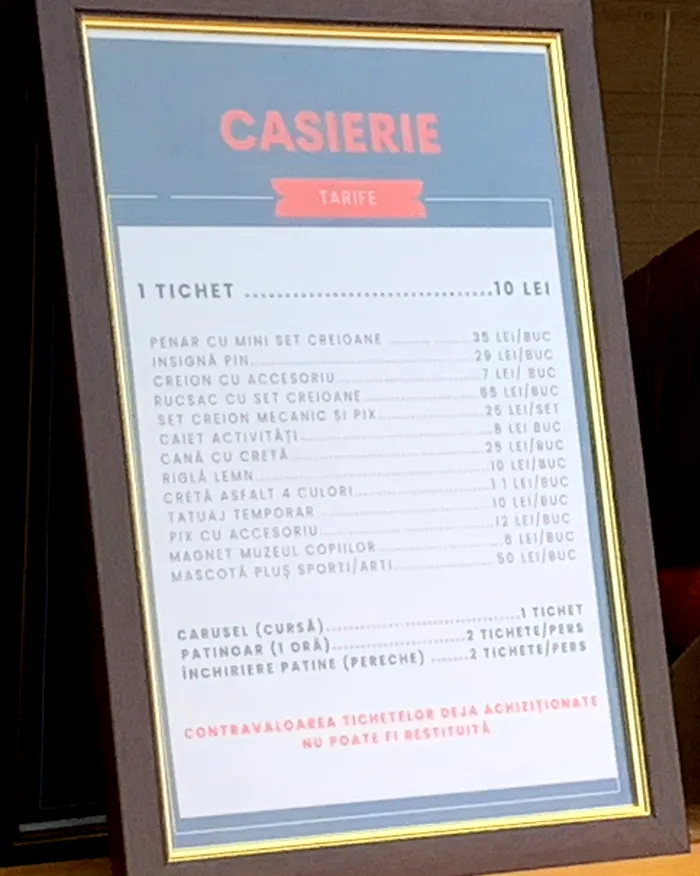 CASIERIE
TARIFE
1 TICHET ................................10 LEI
PENAR CU MINI SET CREIOANE ..................35 LEI/BUC
INSIGNĂ PIN..................29 LEI/BUC
CREION CU ACCESORIU..................7 LEI/ BUC
RUCSAC CU SET CREIOANE..................65 LEI/BUC
SET CREION MECANIC ȘI PIX..................25 LEI/SET
CAIET ACTIVITĂȚI..................8 LEI BUC
CANĂ CU CRETĂ..................25 LEI/BUC
RIGLĂ LEMN..................10 LEI/BUC
CRETĂ ASFALT 4 CULORI..................11 LEI/BUC
TATUAJ TEMPORAR..................10 LEI/BUC
PIX CU ACCESORIU..................12 LEI/BUC
MAGNET MUZEUL COPIILOR..................6 LEI/BUC
MASCOTĂ PLUȘ SPORTI/ARTI..................50 LEI/BUC
CARUSEL (CURSĂ)..................1 TICHET
PATINOAR (1 ORĂ)..................2 TICHETE/PERS
ÎNCHIRIERE PATINE (PERECHE) .......2 TICHETE/PERS
CONTRAVALOAREA TICHETELOR DEJA ACHIZIȚIONATE
NU POATE FI RESTITUITĂ.